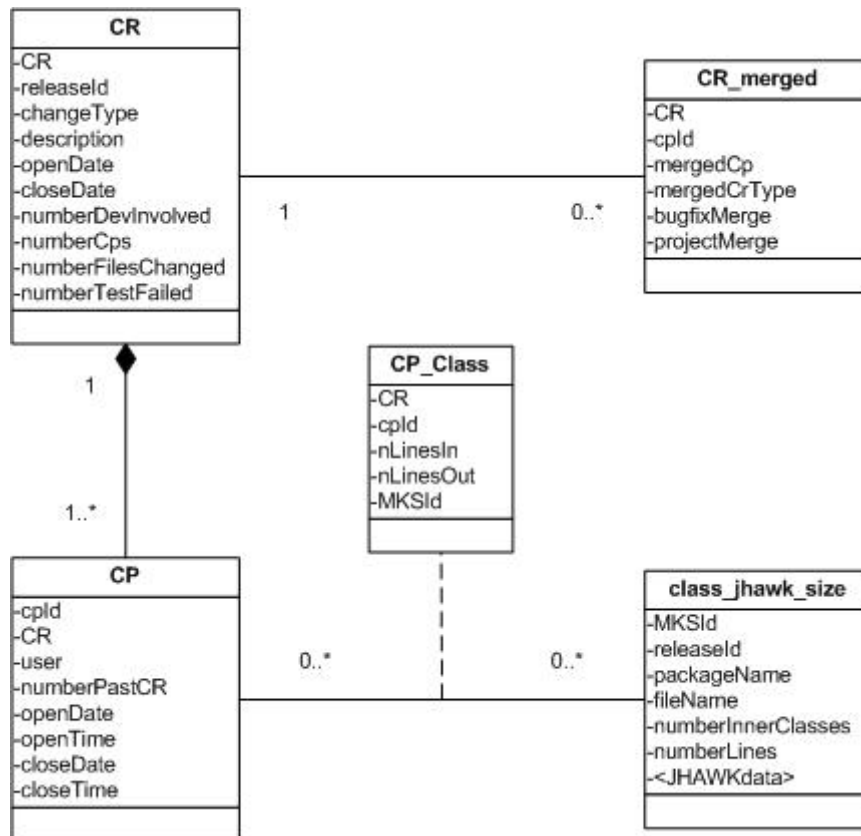 CR
-CR
-releaseId
-changeType
-description
-openDate
-closeDate
-numberDevInvolved
-numberCps
-numberFilesChanged
-numberTestFailed
CR_merged
-CR
-cpId
-mergedCp
-mergedCrType
-bugfixMerge
-projectMerge
1
0..*
1
1..*
CP_Class
-CR
-cpId
-nLinesIn
-nLinesOut
-MKSId
CP
-cpId
-CR
-user
-numberPastCR
-openDate
-openTime
-closeDate
-closeTime
0..*
0..*
class_jhawk_size
-MKSId
-releaseId
-packageName
-fileName
-numberInnerClasses
-numberLines
-<JHAWKdata>